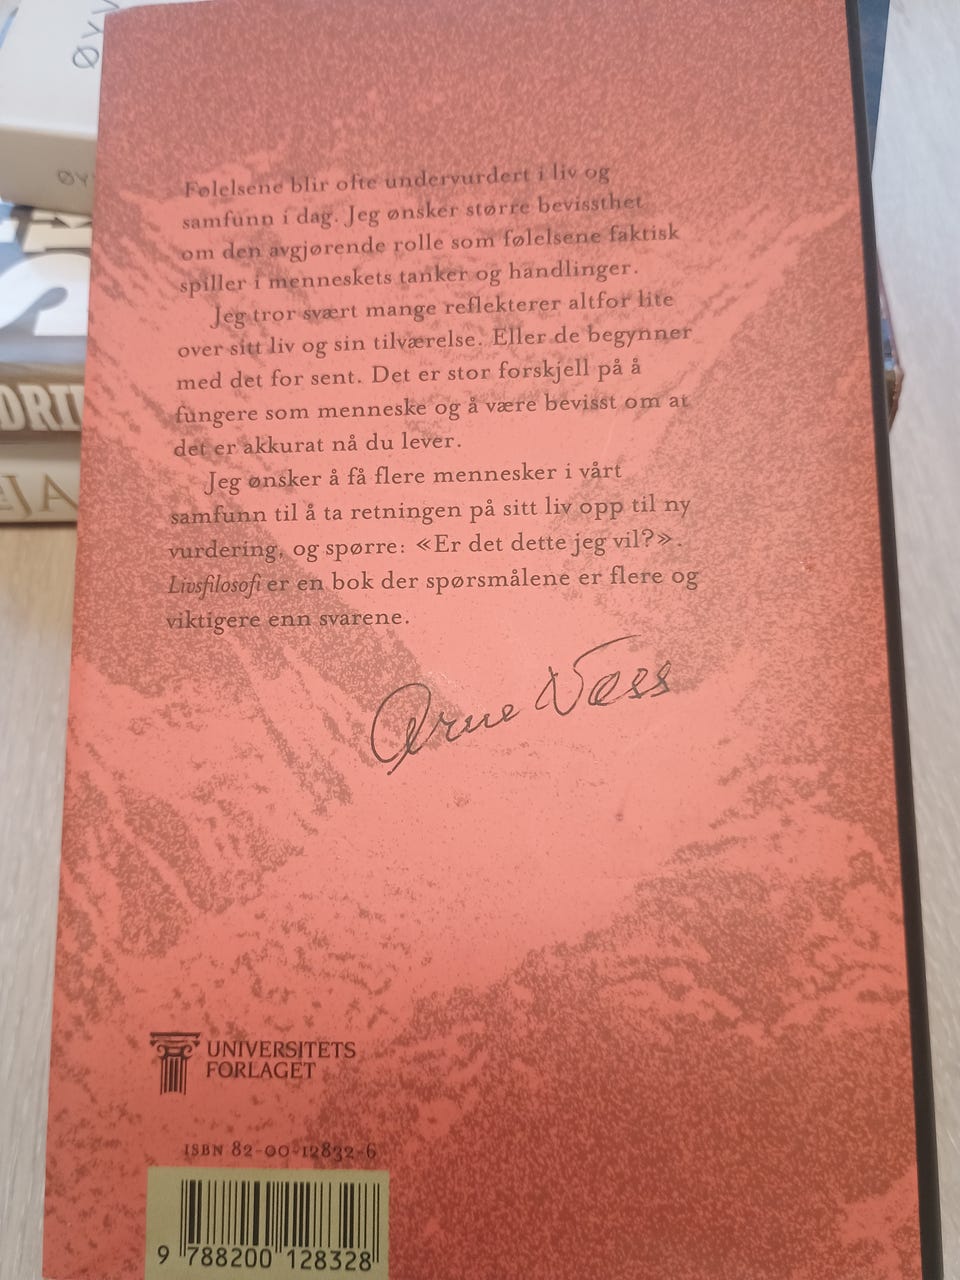 ØYV
ØY
DRI
JA
Følelsene blir ofte undervurdert i liv og
samfunn i dag. Jeg ønsker større bevissthet
om den avgjørende rolle som følelsene faktisk
spiller i menneskets tanker og handlinger.
Jeg tror svært mange reflekterer altfor lite
over sitt liv og sin tilværelse. Eller de begynner
med det for sent. Det er stor forskjell på å
fungere som menneske og å være bevisst om at
det er akkurat nå du lever.
Jeg ønsker å få flere mennesker i vårt
samfunn til å ta retningen på sitt liv opp til ny
vurdering, og spørre: «Er det dette jeg vil?».
Livsfilosofi er en bok der spørsmålene er flere og
viktigere enn svarene.
Arne Næss
UNIVERSITETS
FORLAGET
ISBN 82-00-12832-6
9 788200 128328